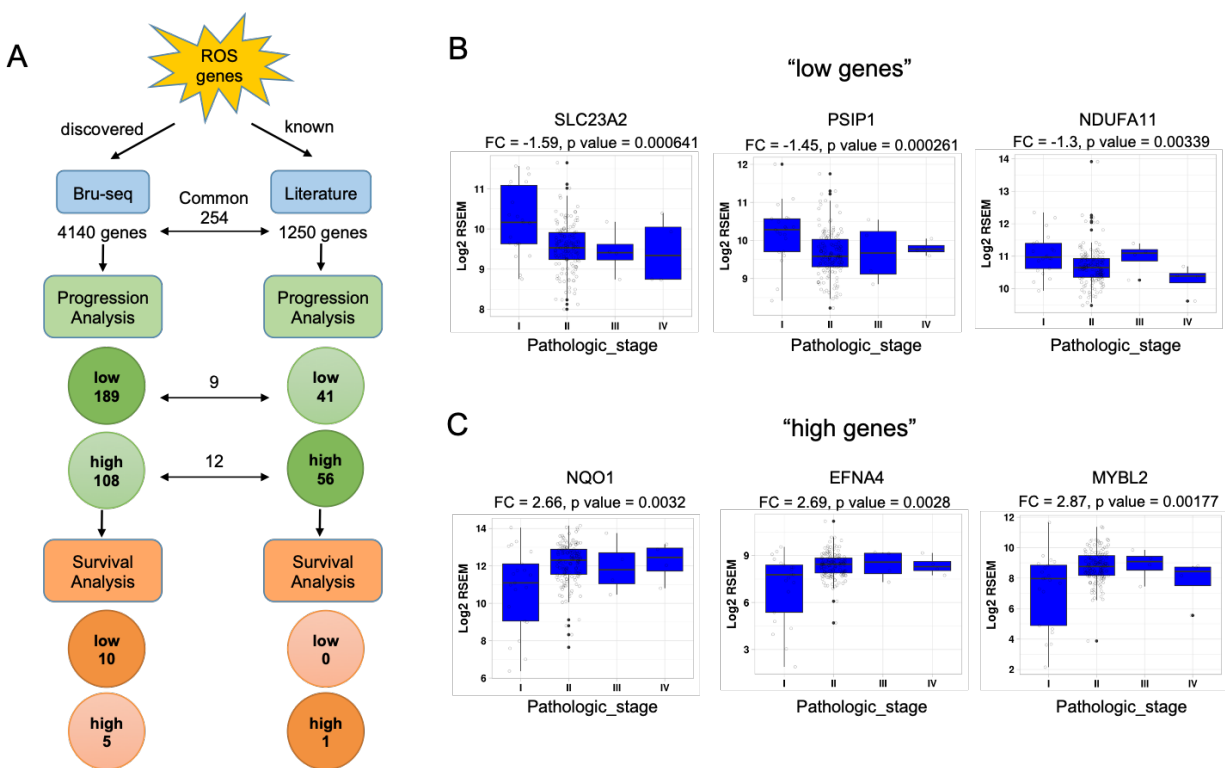 A
ROS
genes
discovered
known
Bru-seq
Common
254
Literature
4140 genes
1250 genes
Progression
Analysis
Progression
Analysis
low
189
9
low
41
high
108
12
high
56
Survival
Analysis
Survival
Analysis
low
10
low
0
high
5
high
1
B
“low genes”
SLC23A2
FC = -1.59, p value = 0.000641
Log2 RSEM
11
10
9
8
I II III IV
Pathologic_stage
PSIP1
FC = -1.45, p value = 0.000261
Log2 RSEM
12
11
10
9
I II III IV
Pathologic_stage
NDUFA11
FC = -1.3, p value = 0.00339
Log2 RSEM
14
13
12
11
10
I II III IV
Pathologic_stage
C
“high genes”
NQO1
FC = 2.66, p value = 0.0032
Log2 RSEM
14
12
10
8
6
I II III IV
Pathologic_stage
EFNA4
FC = 2.69, p value = 0.0028
Log2 RSEM
9
6
3
I II III IV
Pathologic_stage
MYBL2
FC = 2.87, p value = 0.00177
Log2 RSEM
12
10
8
6
4
2
I II III IV
Pathologic_stage